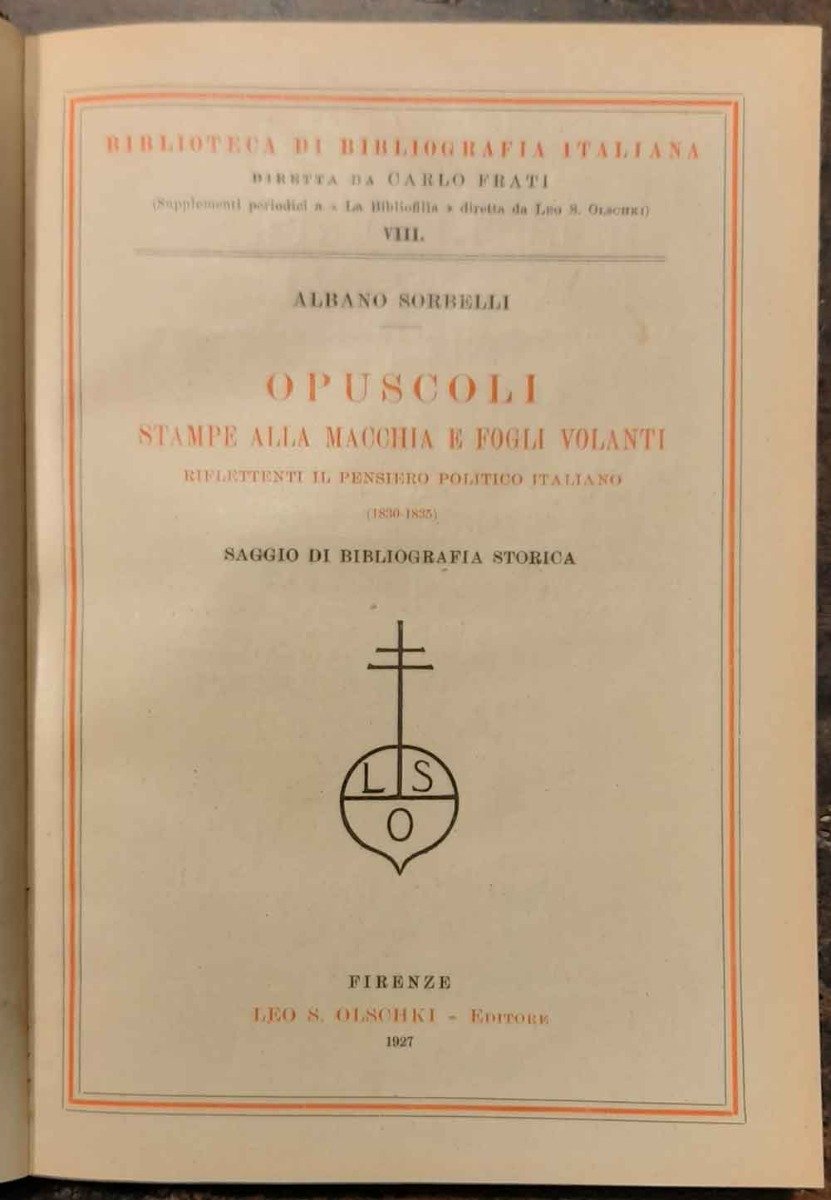 BIBLIOTECA DI BIBLIOGRAFIA ITALIANA
DIRETTA DA CARLO FRATI
(Supplementi periodici a « La Bibliofilia » diretta da LEO S. OLSCHKI)
VIII.
ALBANO SORBELLI
OPUSCOLI
STAMPE ALLA MACCHIA E FOGLI VOLANTI
RIFLETTENTI IL PENSIERO POLITICO ITALIANO
(1830-1835)
SAGGIO DI BIBLIOGRAFIA STORICA
L S
O
FIRENZE
LEO S. OLSCHKI - EDITORE
1927